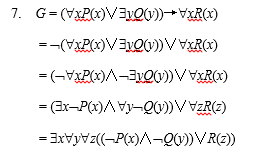 7. G = (∀xP(x)∨∃yQ(y))→∀xR(x)
=¬(∀xP(x)∨∃yQ(y))∨∀xR(x)
= (¬∀xP(x)∧¬∃yQ(y))∨∀xR(x)
= (∃x¬P(x)∧∀y¬Q(y))∨∀zR(z)
=∃x∀y∀z((¬P(x)∧¬Q(y))∨R(z))